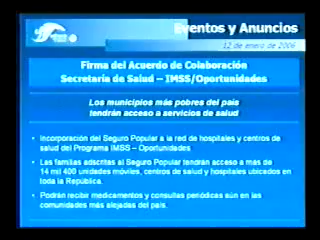 Eventos y Anuncios
12 de enero de 2006
Firma del Acuerdo de Colaboración
Secretaría de Salud – IMSS/Oportunidades
Los municipios más pobres del país
tendrán acceso a servicios de salud
• Incorporación del Seguro Popular a la red de hospitales y centros de
salud del Programa IMSS – Oportunidades.
• Las familias adscritas al Seguro Popular tendrán acceso a más de
14 mil 400 unidades móviles, centros de salud y hospitales ubicados en
toda la República.
• Podrán recibir medicamentos y consultas periódicas aún en las
comunidades más alejadas del país.